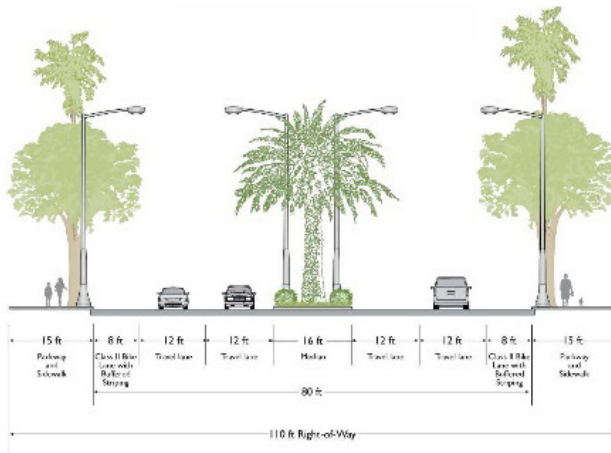 15 ft
8 ft
12 ft
12 ft
16 ft
12 ft
12 ft
8 ft
15 ft
Parkway
and
Sidewalk
Class II Bike
Lane with
Buffered
Striping
Travel lane
Travel lane
Median
Travel lane
Travel lane
Class II Bike
Lane with
Buffered
Striping
Parkway
and
Sidewalk
80 ft
110 ft Right-of-Way